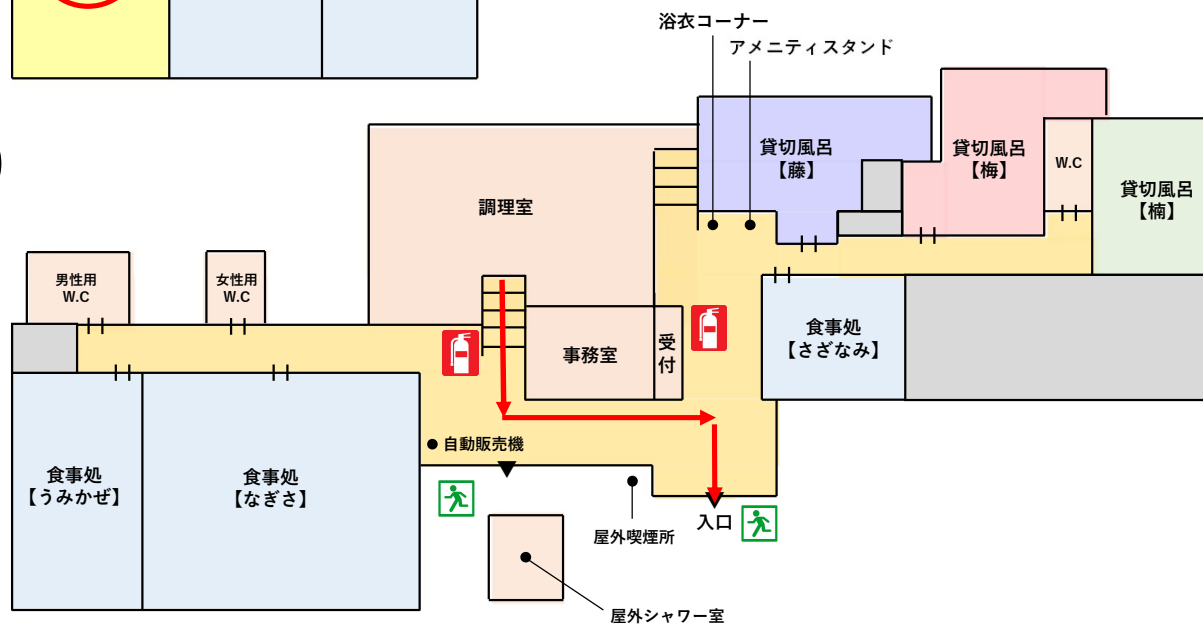 浴衣コーナー
アメニティスタンド
貸切風呂
【藤】
貸切風呂
【梅】
W.C
貸切風呂
【楠】
調理室
男性用
W.C
女性用
W.C
事務室
受
付
食事処
【さざなみ】
自動販売機
食事処
【うみかぜ】
食事処
【なぎさ】
入口
屋外喫煙所
屋外シャワー室